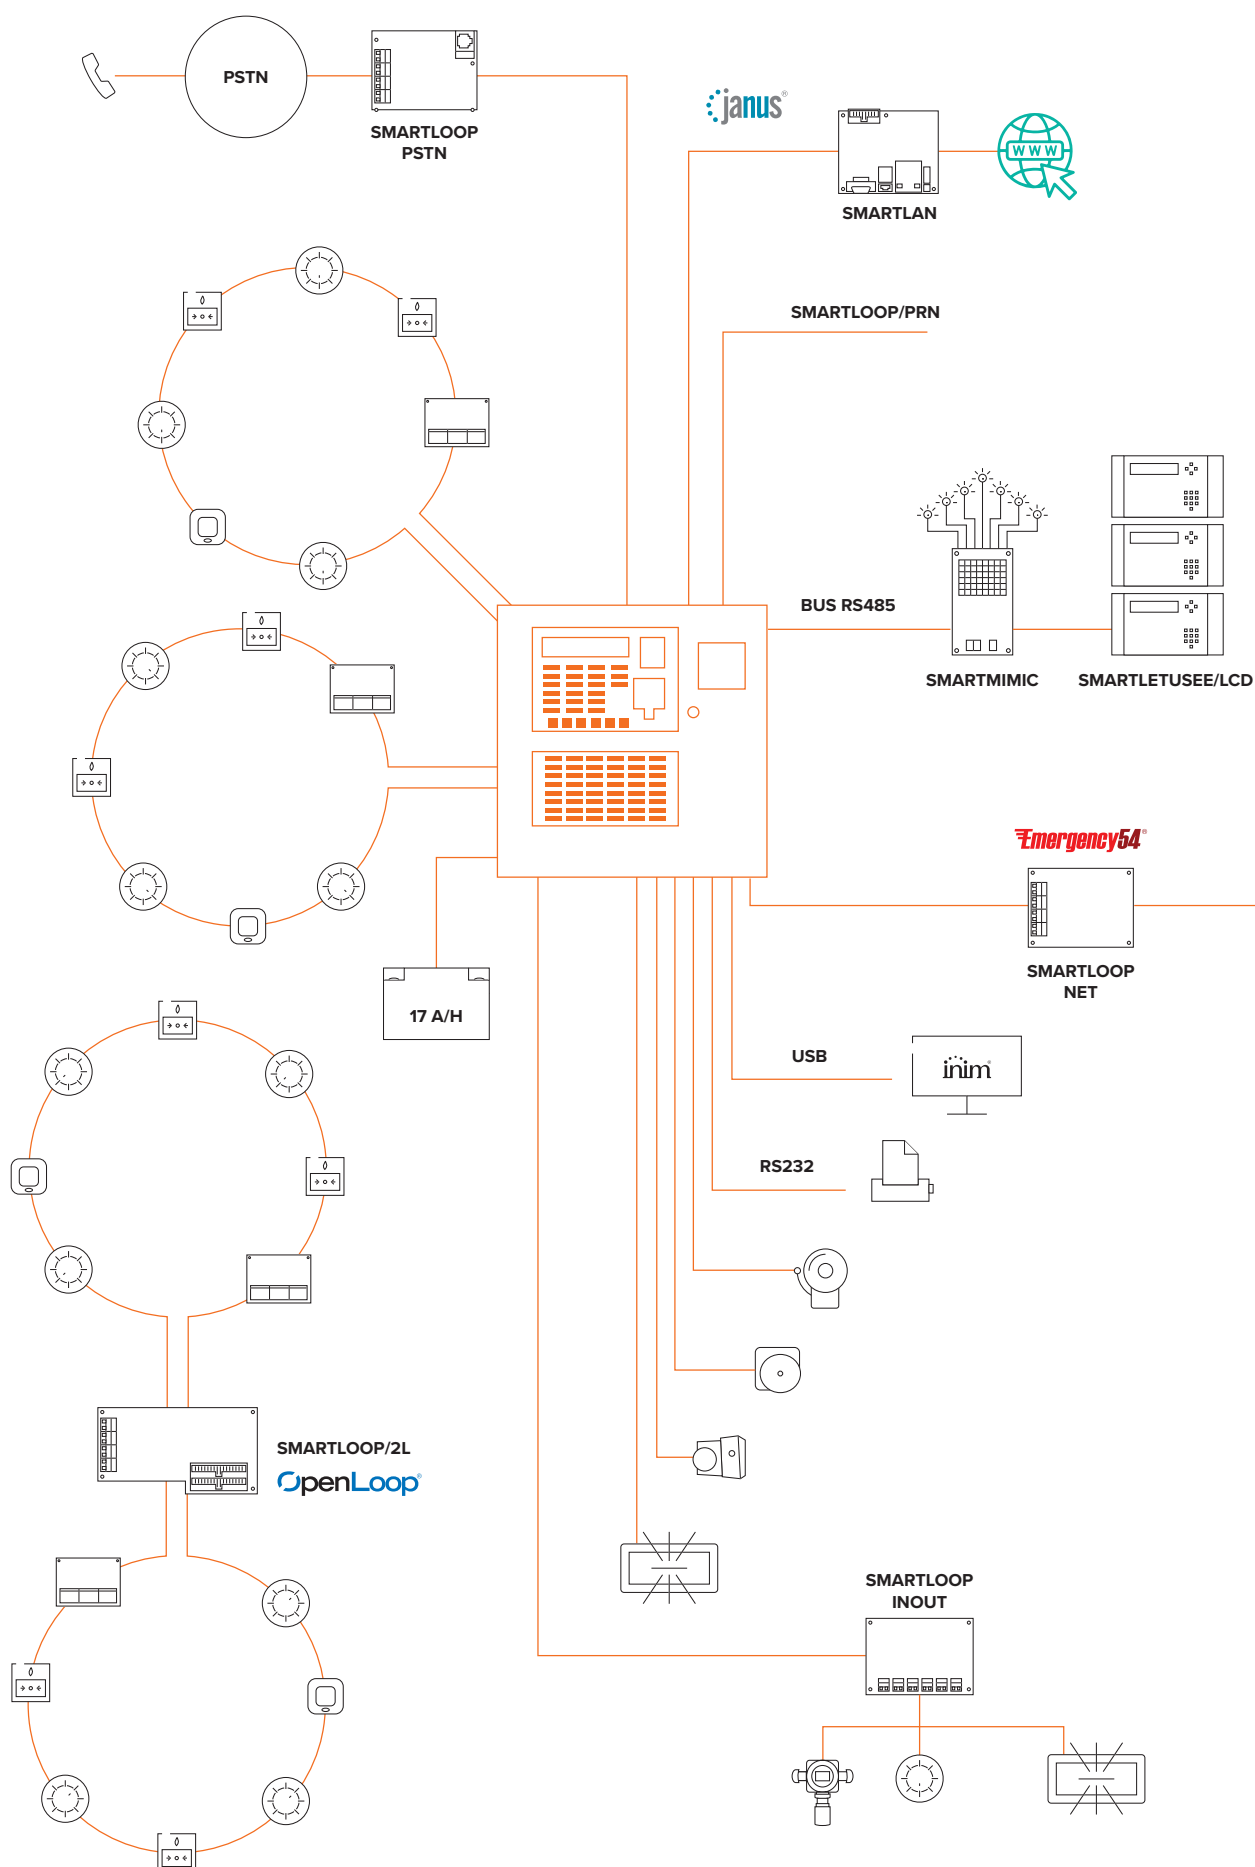 PSTN
SMARTLOOP
PSTN
janus®
WWW
SMARTLAN
SMARTLOOP/PRN
BUS RS485
SMARTMIMIC
SMARTLETUSEE/LCD
Emergency54®
SMARTLOOP
NET
17 A/H
USB
inim®
RS232
SMARTLOOP/2L
OpenLoop®
SMARTLOOP
INOUT